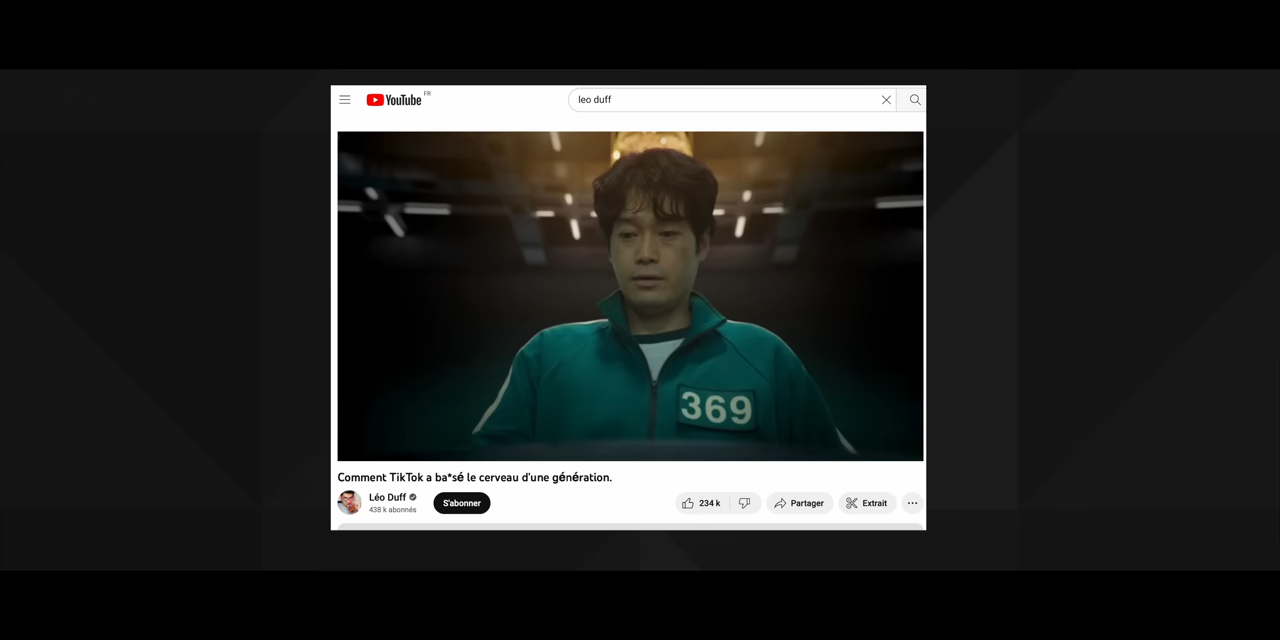 YouTube FR
leo duff
369
Comment TikTok a ba*sé le cerveau d'une génération.
Léo Duff
438 k abonnés
S'abonner
234 k
Partager
Extrait